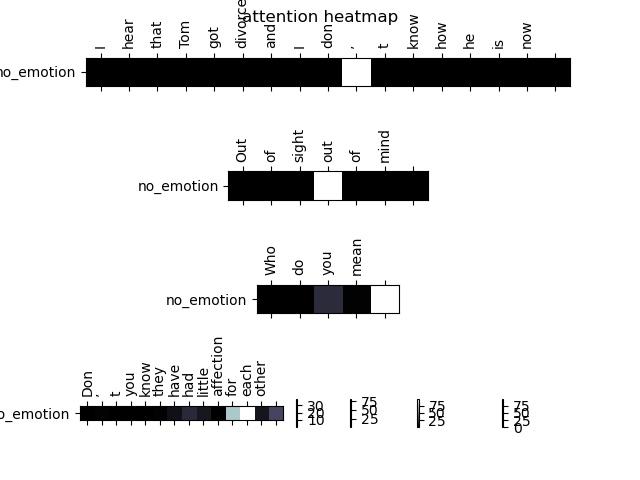 attention heatmap
I hear that Tom got divorce and I don ' t know how he is now
no_emotion
Out of sight out of mind
no_emotion
Who do you mean
no_emotion
Don ' t you know they have had little affection for each other
o_emotion
30 20 10
75 50 25
75 50 25
75 50 25 0